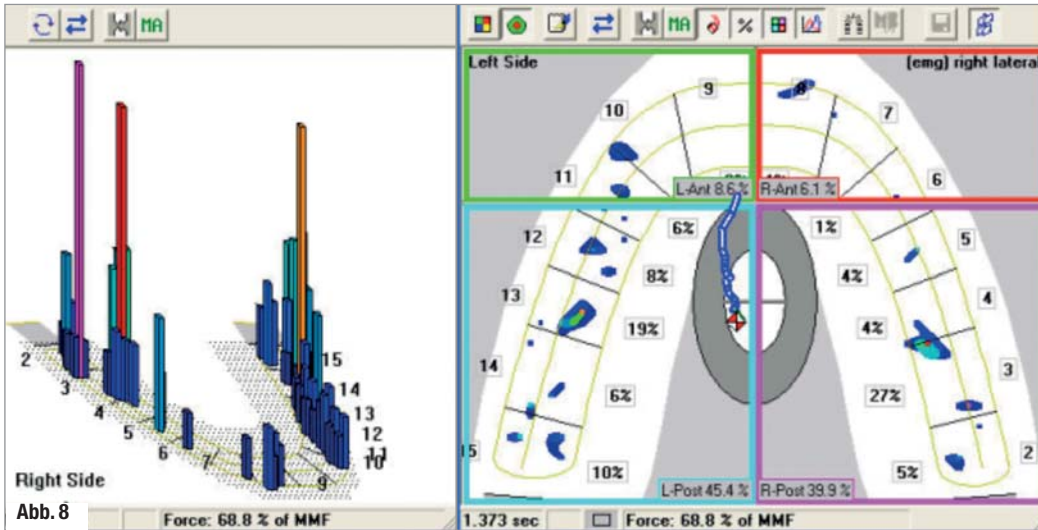 MA
MA
%
Left Side
(emg) right lateral
9
8
10
7
11
6
L-Ant 8.6 %
R-Ant 6.1 %
6%
1%
12
5
8%
4%
13
4
19%
4%
14
3
6%
27%
15
2
10%
5%
L-Post 45.4 %
R-Post 39.9 %
2
3
4
5
6
7
9
10
11
12
13
14
15
Right Side
Abb. 8
Force: 68.8 % of MMF
1.373 sec
Force: 68.8 % of MMF